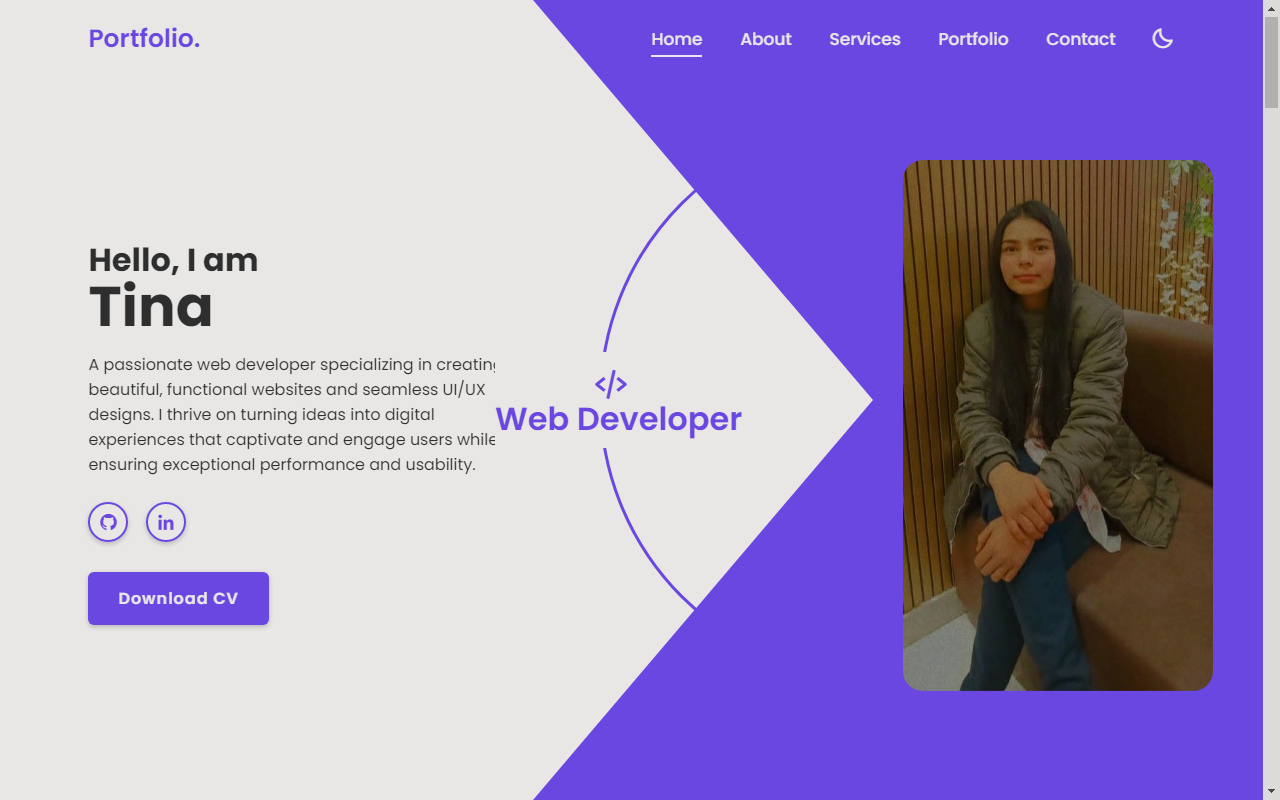 Portfolio.
Home About Services Portfolio Contact
Hello, I am
Tina
A passionate web developer specializing in creating
beautiful, functional websites and seamless UI/UX
designs. I thrive on turning ideas into digital
experiences that captivate and engage users while
ensuring exceptional performance and usability.
</>
Web Developer
in
Download CV